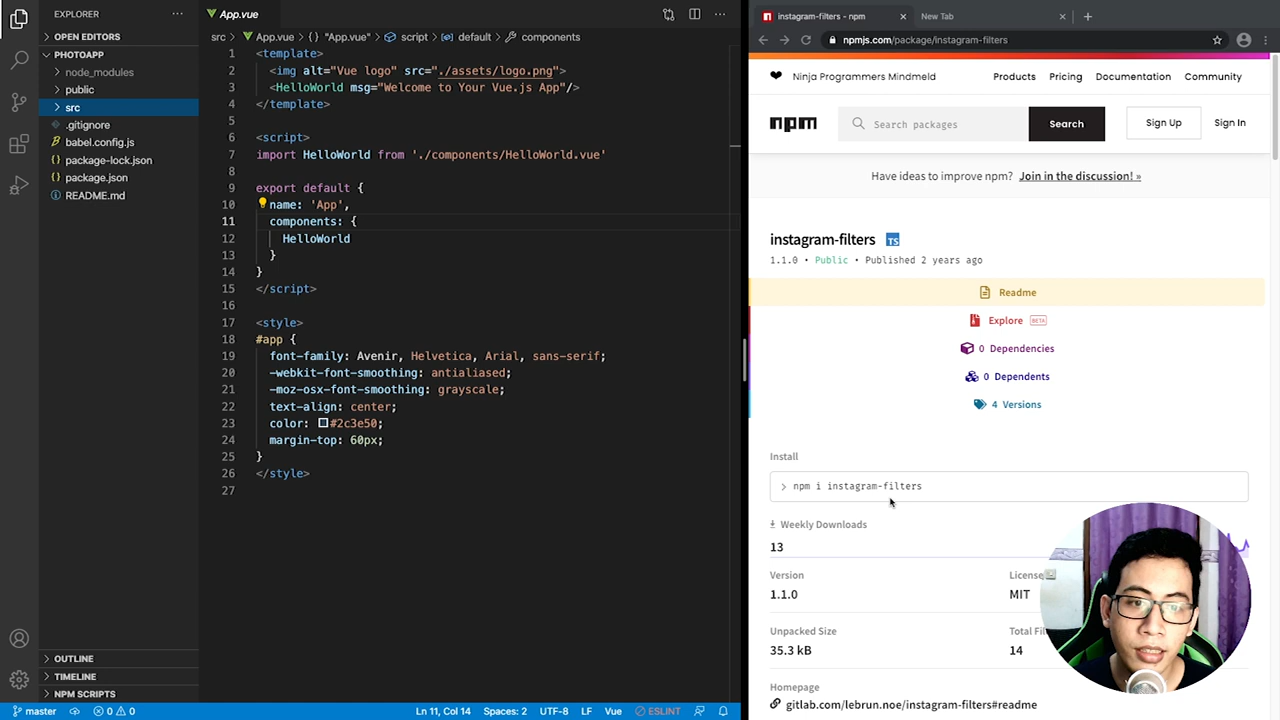 EXPLORER
OPEN EDITORS
PHOTOAPP
node_modules
public
src
.gitignore
babel.config.js
package-lock.json
package.json
README.md
OUTLINE
TIMELINE
NPM SCRIPTS
App.vue
src > App.vue > {} "App.vue" > script > default > components
1 <template>
2 <img alt="Vue logo" src="./assets/logo.png">
3 <HelloWorld msg="Welcome to Your Vue.js App"/>
4 </template>
5
6 <script>
7 import HelloWorld from './components/HelloWorld.vue'
8
9 export default {
10 name: 'App',
11 components: {
12 HelloWorld
13 }
14 }
15 </script>
16
17 <style>
18 #app {
19 font-family: Avenir, Helvetica, Arial, sans-serif;
20 -webkit-font-smoothing: antialiased;
21 -moz-osx-font-smoothing: grayscale;
22 text-align: center;
23 color: #2c3e50;
24 margin-top: 60px;
25 }
26 </style>
27
master 0 0 Ln 11, Col 14 Spaces: 2 UTF-8 LF Vue ESLINT
instagram-filters - npm New Tab
npmjs.com/package/instagram-filters
Ninja Programmers Mindmeld Products Pricing Documentation Community
npm Search packages Search Sign Up Sign In
Have ideas to improve npm? Join in the discussion! »
instagram-filters TS
1.1.0 • Public • Published 2 years ago
Readme
Explore BETA
0 Dependencies
0 Dependents
4 Versions
Install
> npm i instagram-filters
Weekly Downloads
13
Version License
1.1.0 MIT
Unpacked Size Total
35.3 kB 14
Homepage
gitlab.com/lebrun.noe/instagram-filters#readme